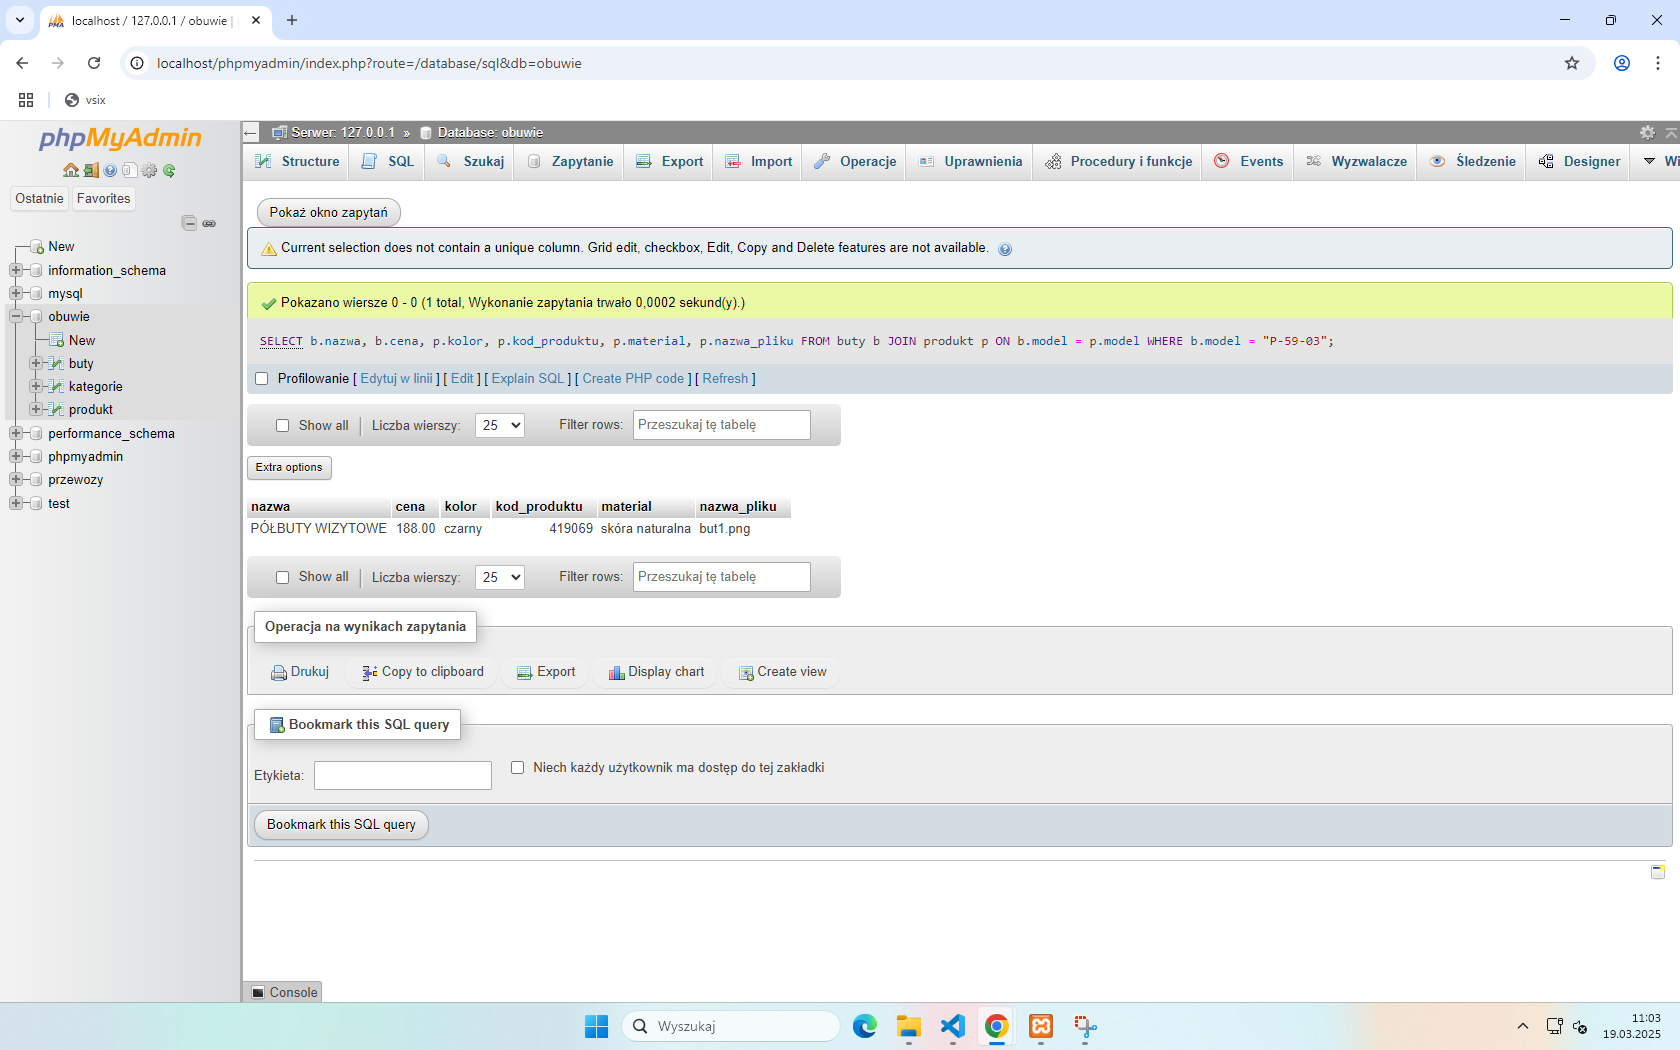 localhost / 127.0.0.1 / obuwie |
localhost/phpmyadmin/index.php?route=/database/sql&db=obuwie
vsix
phpMyAdmin
Ostatnie
Favorites
New
information_schema
mysql
obuwie
New
buty
kategorie
produkt
performance_schema
phpmyadmin
przewozy
test
Serwer: 127.0.0.1 » Database: obuwie
Structure
SQL
Szukaj
Zapytanie
Export
Import
Operacje
Uprawnienia
Procedury i funkcje
Events
Wyzwalacze
Śledzenie
Designer
Wi
Pokaż okno zapytań
Current selection does not contain a unique column. Grid edit, checkbox, Edit, Copy and Delete features are not available.
Pokazano wiersze 0 - 0 (1 total, Wykonanie zapytania trwało 0,0002 sekund(y).)
SELECT b.nazwa, b.cena, p.kolor, p.kod_produktu, p.material, p.nazwa_pliku FROM buty b JOIN produkt p ON b.model = p.model WHERE b.model = "P-59-03";
Profilowanie [ Edytuj w linii ] [ Edit ] [ Explain SQL ] [ Create PHP code ] [ Refresh ]
Show all | Liczba wierszy: 25 Filter rows: Przeszukaj tę tabelę
Extra options
nazwa cena kolor kod_produktu material nazwa_pliku
PÓŁBUTY WIZYTOWE 188.00 czarny 419069 skóra naturalna but1.png
Show all | Liczba wierszy: 25 Filter rows: Przeszukaj tę tabelę
Operacja na wynikach zapytania
Drukuj Copy to clipboard Export Display chart Create view
Bookmark this SQL query
Etykieta: Niech każdy użytkownik ma dostęp do tej zakładki
Bookmark this SQL query
Console
Wyszukaj
11:03
19.03.2025